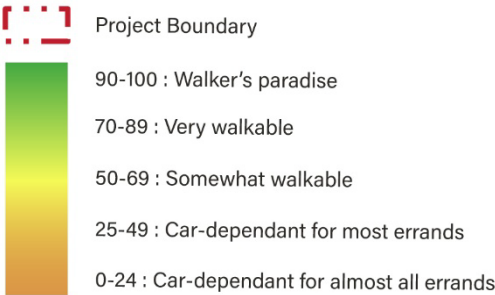 Project Boundary
90-100 : Walker’s paradise
70-89 : Very walkable
50-69 : Somewhat walkable
25-49 : Car-dependant for most errands
0-24 : Car-dependant for almost all errands